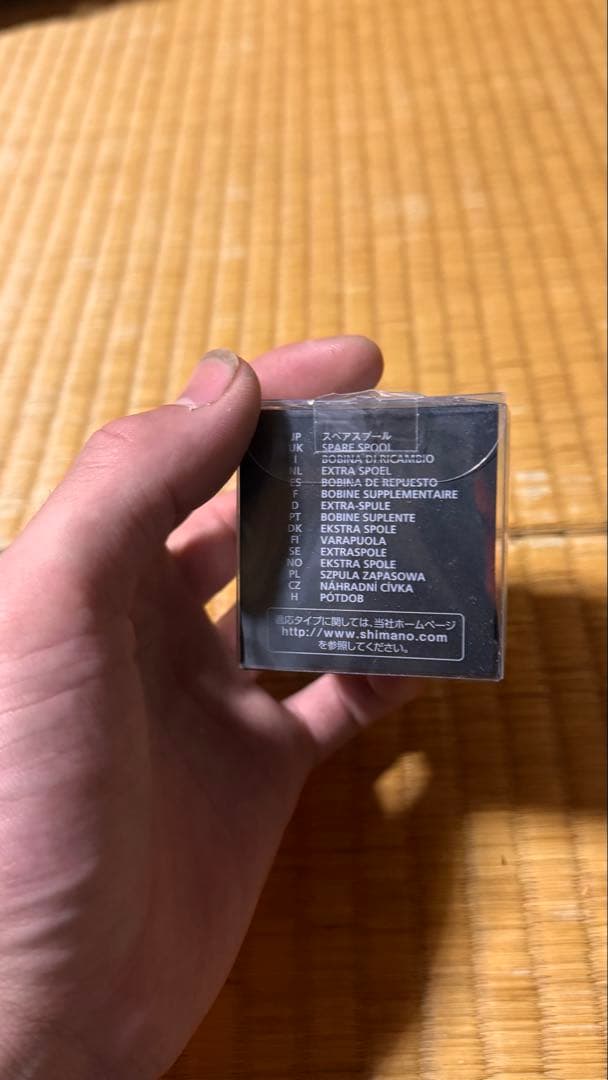 JP スペアスプール
UK SPARE SPOOL
I BOBINA DI RICAMBIO
NL EXTRA SPOEL
ES BOBINA DE REPUESTO
F BOBINE SUPPLEMENTAIRE
D EXTRA-SPULE
PT BOBINE SUPLENTE
DK EKSTRA SPOLE
FI VARAPUOLA
SE EXTRASPOLE
NO EKSTRA SPOLE
PL SZPULA ZAPASOWA
CZ NÁHRADNI CÍVKA
H PÓTDOB
適応タイプに関しては、当社ホームページ
http://www.shimano.com
を参照してください。